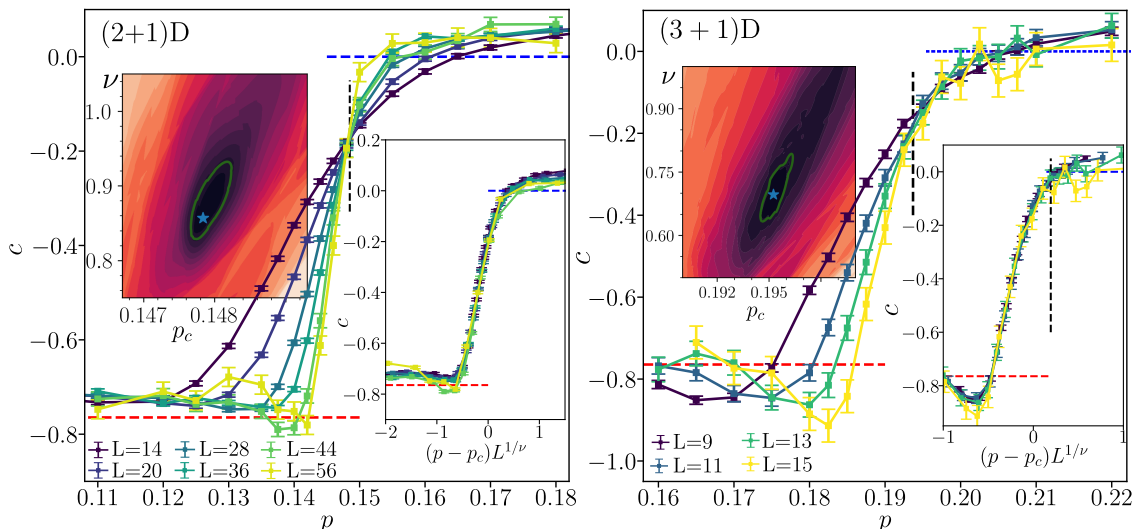 (2+1)D
0.0
−0.2
−0.4
−0.6
−0.8
c
ν
1.0
0.9
0.8
0.147
0.148
p_c
0.2
0.0
−0.2
−0.4
−0.6
−0.8
c
−2
−1
0
1
(p − p_c)L^{1/ν}
L=14
L=28
L=44
L=20
L=36
L=56
0.11
0.12
0.13
0.14
0.15
0.16
0.17
0.18
p
(3 + 1)D
0.0
−0.2
−0.4
−0.6
−0.8
−1.0
c
ν
0.90
0.75
0.60
0.192
0.195
p_c
0.0
−0.2
−0.4
−0.6
−0.8
c
−1
0
1
(p − p_c)L^{1/ν}
L=9
L=13
L=11
L=15
0.16
0.17
0.18
0.19
0.20
0.21
0.22
p